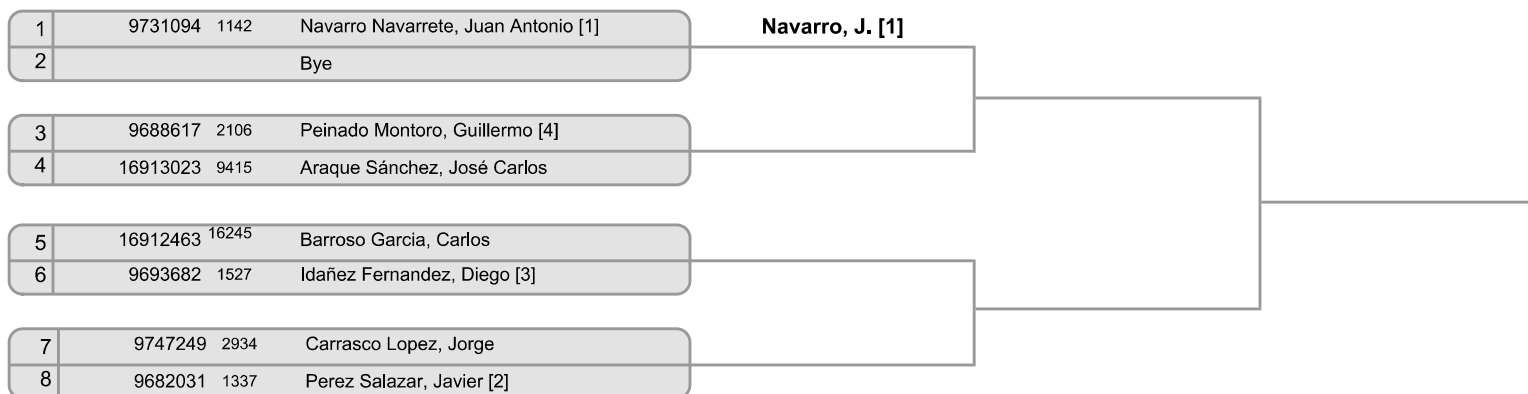 1 9731094 1142 Navarro Navarrete, Juan Antonio [1] Navarro, J. [1]
2 Bye
3 9688617 2106 Peinado Montoro, Guillermo [4]
4 16913023 9415 Araque Sánchez, José Carlos
5 16912463 16245 Barroso Garcia, Carlos
6 9693682 1527 Idañez Fernandez, Diego [3]
7 9747249 2934 Carrasco Lopez, Jorge
8 9682031 1337 Perez Salazar, Javier [2]